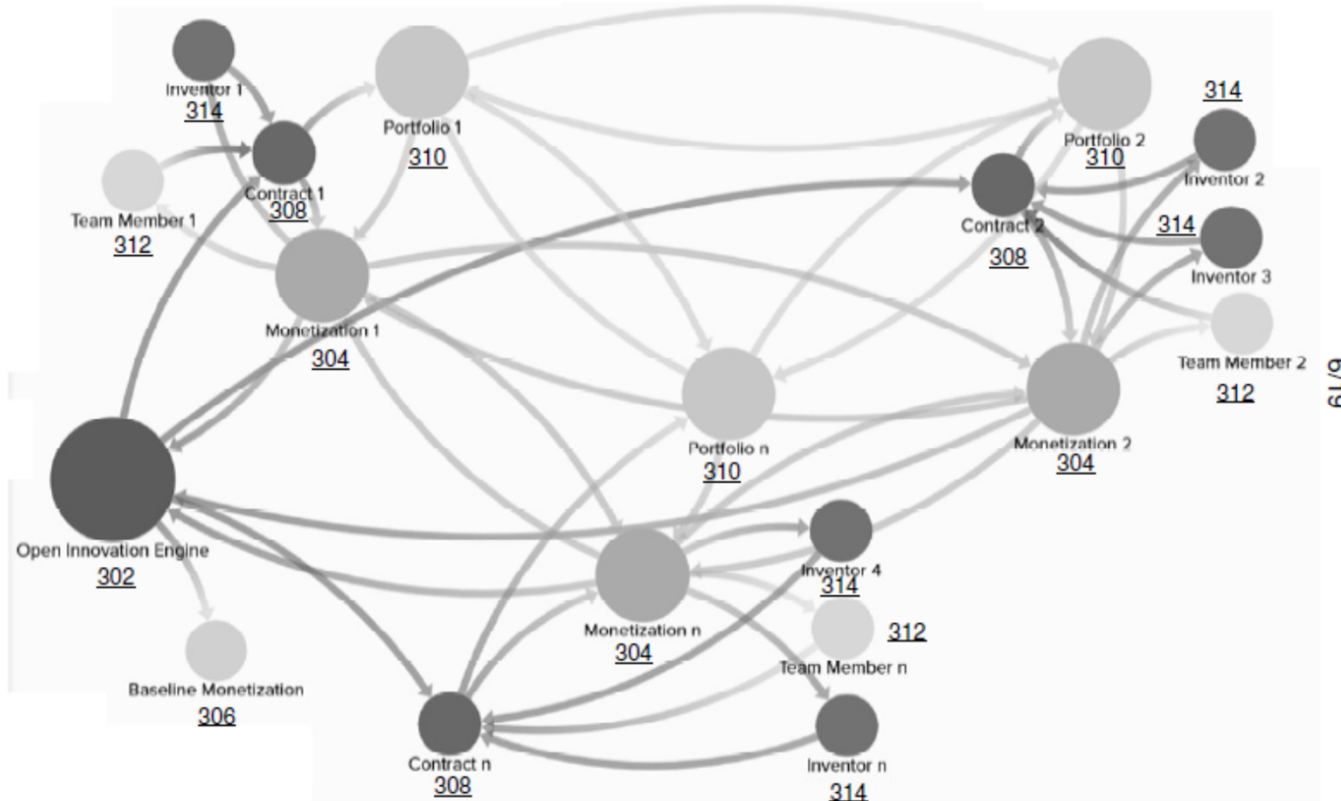 Inventor 1
314
Portfolio 1
310
Portfolio 2
310
314
Inventor 2
Contract 1
308
Team Member 1
312
Contract 2
308
314
Inventor 3
Monetization 1
304
Team Member 2
312
6/19
Portfolio n
310
Monetization 2
304
Open Innovation Engine
302
Inventor 4
314
Monetization n
304
312
Team Member n
Baseline Monetization
306
Contract n
308
Inventor n
314